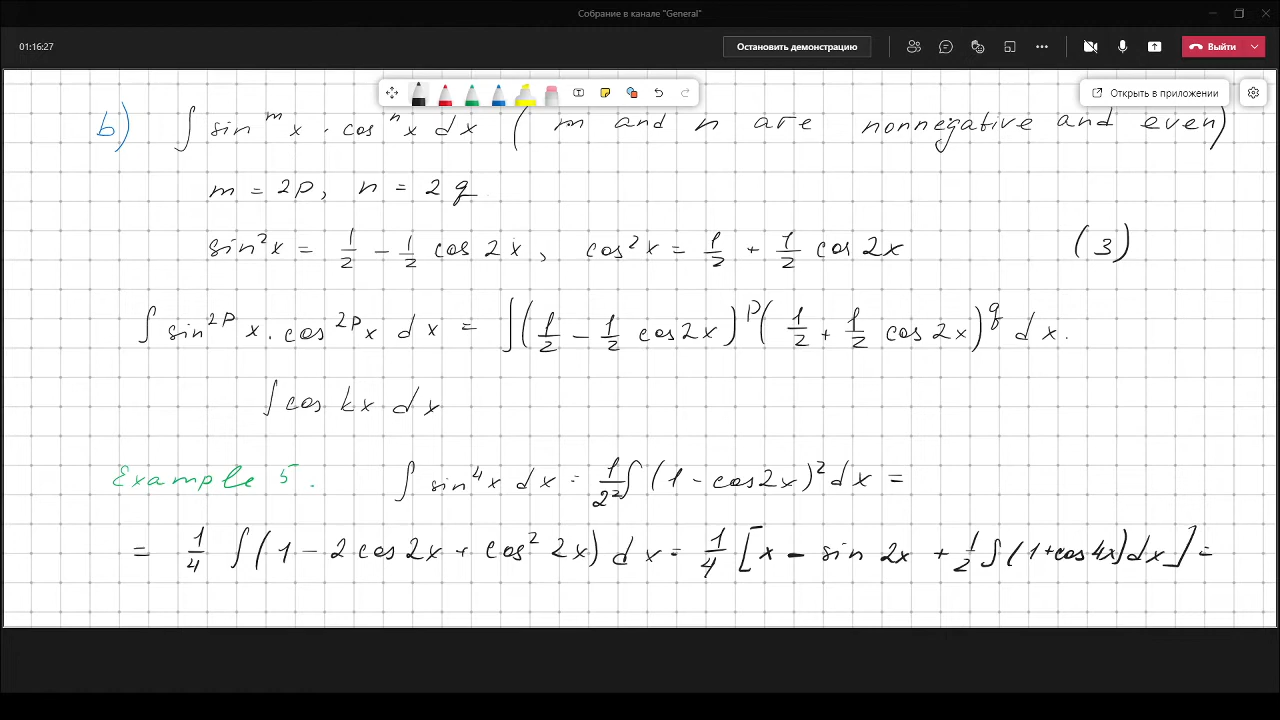 Собрание в канале "General"
01:16:27
Остановить демонстрацию
Выйти
Открыть в приложении
b) ∫ sin^m x · cos^n x dx ( m and n are nonnegative and even)
m = 2p, n = 2q
sin²x = 1/2 - 1/2 cos 2x, cos²x = 1/2 + 1/2 cos 2x (3)
∫ sin^2p x · cos^2p x dx = ∫(1/2 - 1/2 cos2x)^p (1/2 + 1/2 cos 2x)^q dx.
∫ cos kx dx
Example 5. ∫ sin⁴x dx = 1/2² ∫ (1 - cos2x)² dx =
= 1/4 ∫ (1 - 2 cos 2x + cos² 2x) dx = 1/4 [x - sin 2x + 1/2 ∫ (1+cos 4x) dx] =